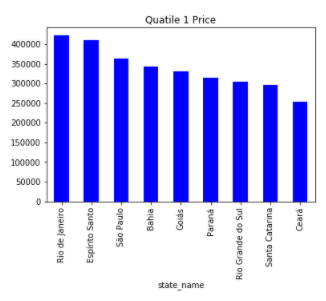 Quatile 1 Price
400000
350000
300000
250000
200000
150000
100000
50000
0
Rio de Janeiro
Espírito Santo
São Paulo
Bahia
Goiás
Paraná
Rio Grande do Sul
Santa Catarina
Ceará
state_name